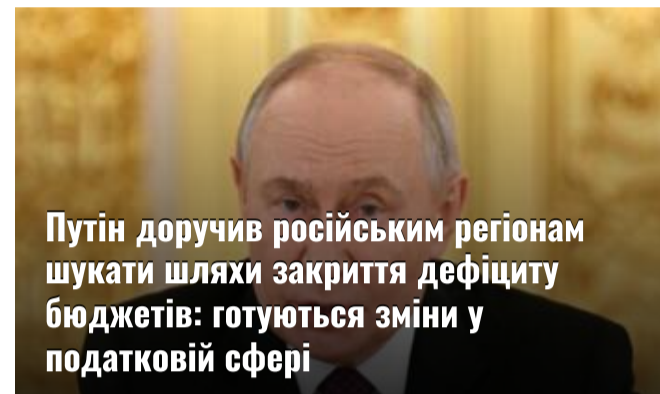 Путін доручив російським регіонам
шукати шляхи закриття дефіциту
бюджетів: готуються зміни у
податковій сфері